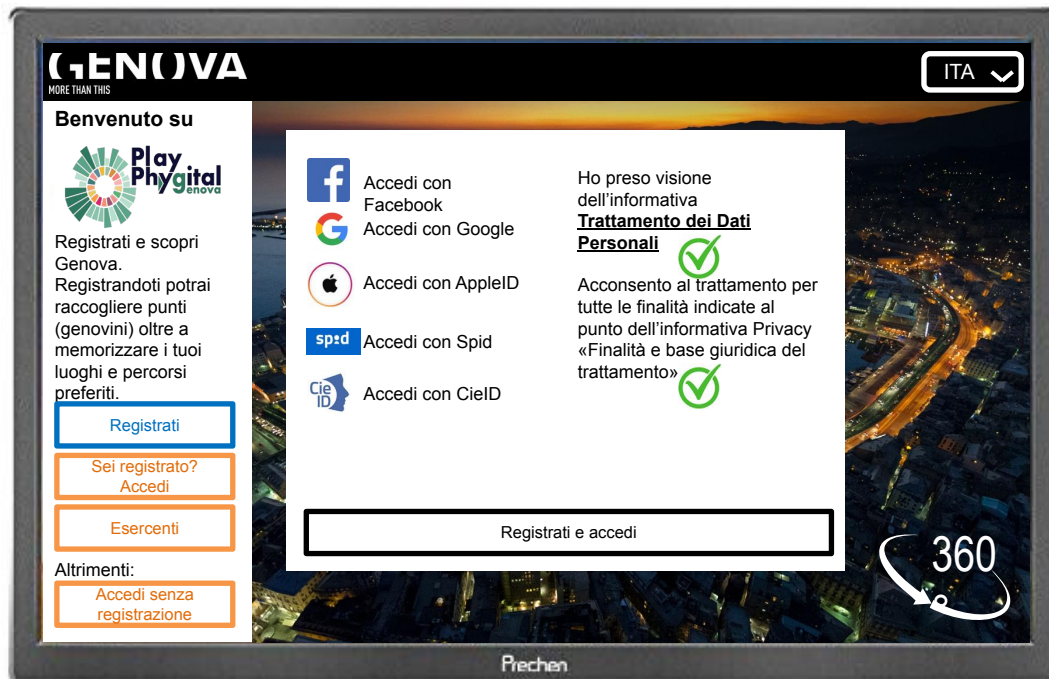 GENOVA
MORE THAN THIS
ITA
Benvenuto su
Play
Phygital
genova
Registrati e scopri
Genova.
Registrandoti potrai
raccogliere punti
(genovini) oltre a
memorizzare i tuoi
luoghi e percorsi
preferiti.
Registrati
Sei registrato?
Accedi
Esercenti
Altrimenti:
Accedi senza
registrazione
Accedi con
Facebook
Accedi con Google
Accedi con AppleID
sp:d
Accedi con Spid
Cie
ID
Accedi con CieID
Ho preso visione
dell'informativa
Trattamento dei Dati
Personali
Acconsento al trattamento per
tutte le finalità indicate al
punto dell'informativa Privacy
«Finalità e base giuridica del
trattamento»
Registrati e accedi
360
Prechen